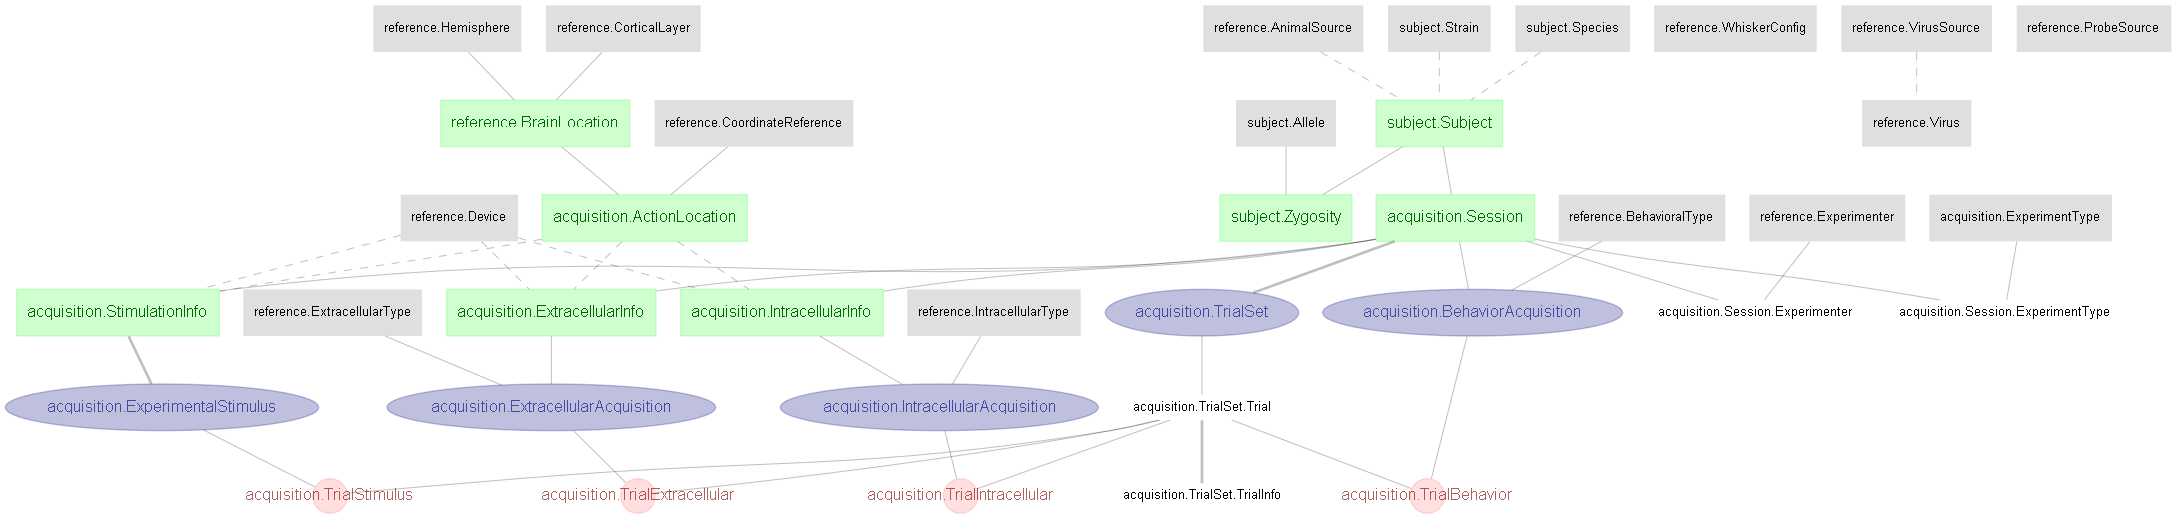 reference.Hemisphere
reference.CorticalLayer
reference.AnimalSource
subject.Strain
subject.Species
reference.WhiskerConfig
reference.VirusSource
reference.ProbeSource
reference.BrainLocation
reference.CoordinateReference
subject.Allele
subject.Subject
reference.Virus
reference.Device
acquisition.ActionLocation
subject.Zygosity
acquisition.Session
reference.BehavioralType
reference.Experimenter
acquisition.ExperimentType
acquisition.StimulationInfo
reference.ExtracellularType
acquisition.ExtracellularInfo
acquisition.IntracellularInfo
reference.IntracellularType
acquisition.TrialSet
acquisition.BehaviorAcquisition
acquisition.Session.Experimenter
acquisition.Session.ExperimentType
acquisition.ExperimentalStimulus
acquisition.ExtracellularAcquisition
acquisition.IntracellularAcquisition
acquisition.TrialSet.Trial
acquisition.TrialStimulus
acquisition.TrialExtracellular
acquisition.TrialIntracellular
acquisition.TrialSet.TrialInfo
acquisition.TrialBehavior